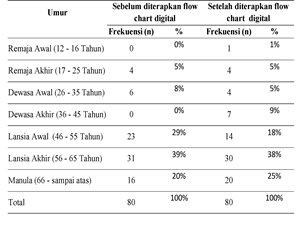 Umur Sebelum diterapkan flow chart digital Setelah diterapkan flow chart digital
Frekuensi (n) % Frekuensi (n) %
Remaja Awal (12 - 16 Tahun) 0 0% 1 1%
Remaja Akhir (17 - 25 Tahun) 4 5% 4 5%
Dewasa Awal (26 - 35 Tahun) 6 8% 4 5%
Dewasa Akhir (36 - 45 Tahun) 0 0% 7 9%
Lansia Awal (46 - 55 Tahun) 23 29% 14 18%
Lansia Akhir (56 - 65 Tahun) 31 39% 30 38%
Manula (66 - sampai atas) 16 20% 20 25%
Total 80 100% 80 100%